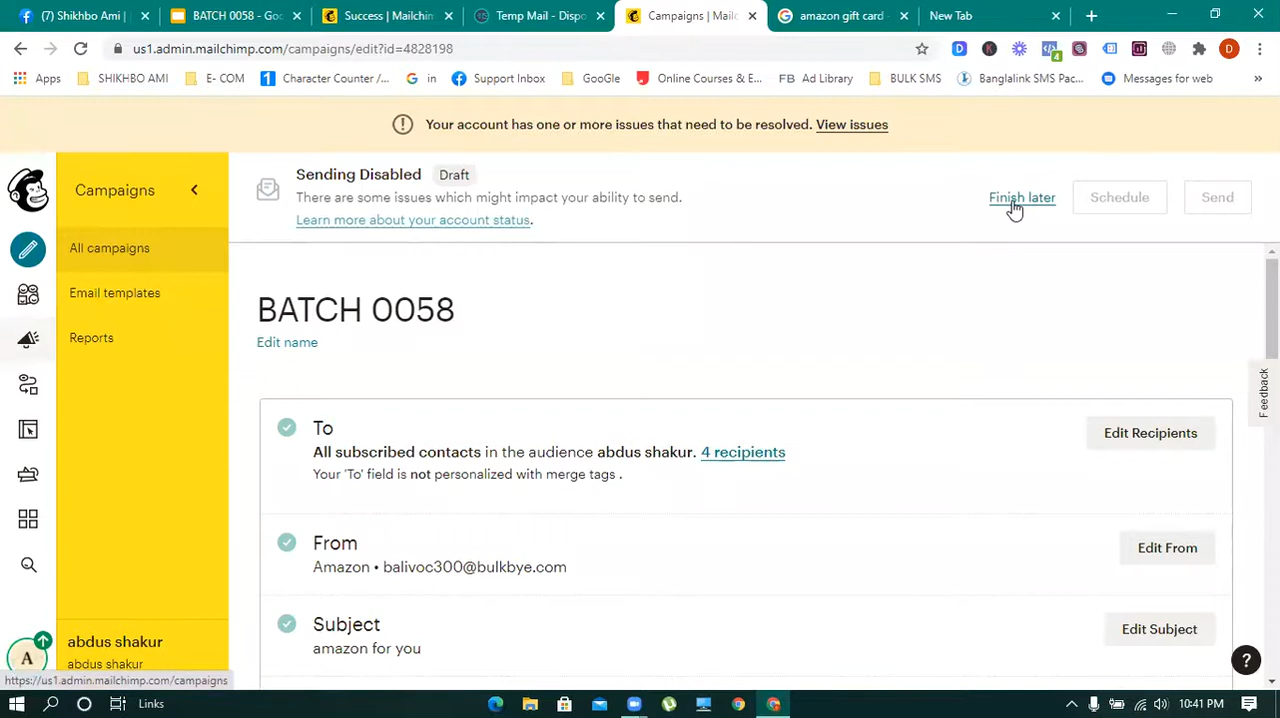 (7) Shikhbo Ami |
BATCH 0058 - Go
Success | Mailchim
Temp Mail - Dispo
Campaigns | Mailc
amazon gift card -
New Tab
us1.admin.mailchimp.com/campaigns/edit?id=4828198
Apps
SHIKHBO AMI
E- COM
Character Counter /...
in
Support Inbox
GooGle
Online Courses & E...
FB Ad Library
BULK SMS
Banglalink SMS Pac...
Messages for web
»
Your account has one or more issues that need to be resolved. View issues
Campaigns
Sending Disabled Draft
There are some issues which might impact your ability to send.
Learn more about your account status.
Finish later
Schedule
Send
All campaigns
Email templates
Reports
BATCH 0058
Edit name
To
All subscribed contacts in the audience abdus shakur. 4 recipients
Your 'To' field is not personalized with merge tags .
Edit Recipients
From
Amazon • balivoc300@bulkbye.com
Edit From
Subject
amazon for you
Edit Subject
Feedback
abdus shakur
abdus shakur
A
?
https://us1.admin.mailchimp.com/campaigns
Links
10:41 PM